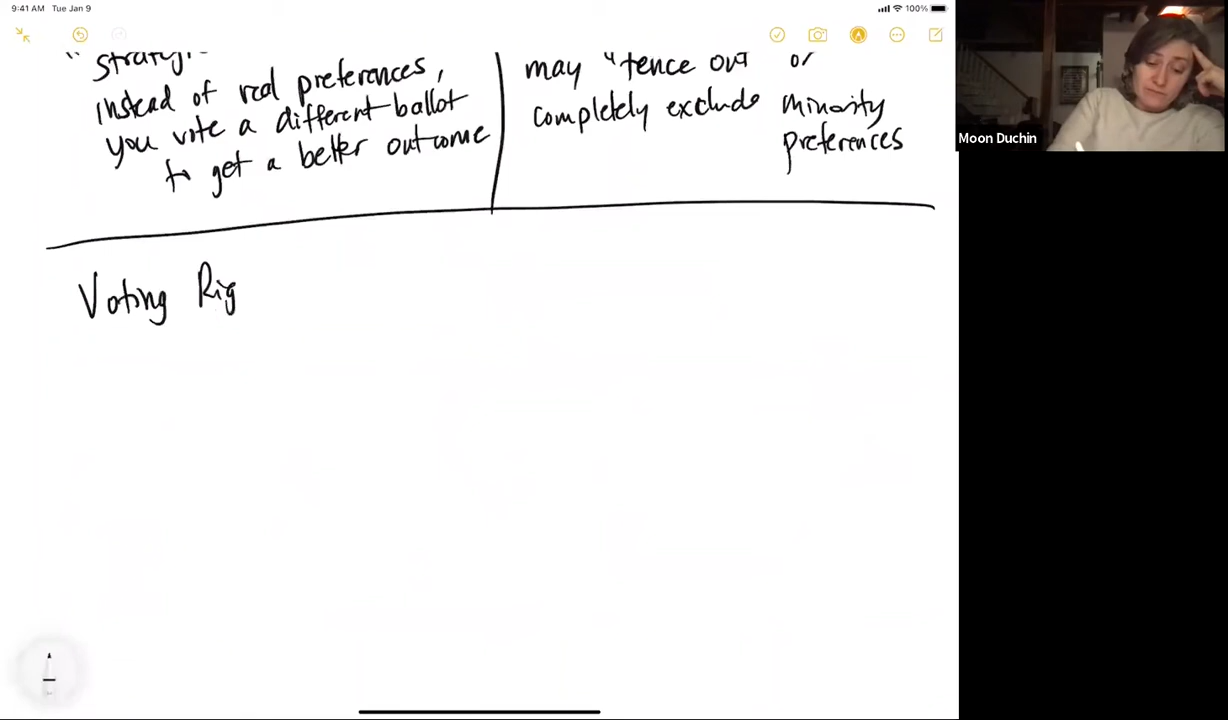 9:41 AM Tue Jan 9
100%
instead of real preferences,
you vote a different ballot
to get a better outcome
may "fence out" or
completely exclude minority
preferences
Voting Rig
Moon Duchin